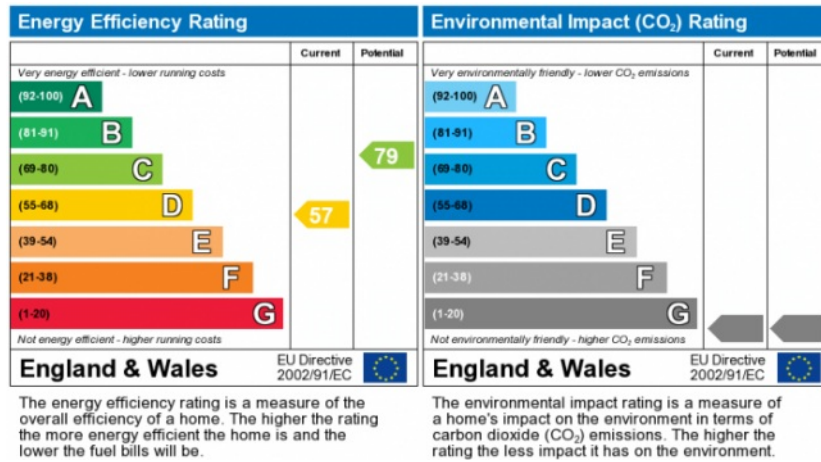 Energy Efficiency Rating
Current Potential
Very energy efficient - lower running costs
(92-100) A
(81-91) B
(69-80) C
79
(55-68) D
57
(39-54) E
(21-38) F
(1-20) G
Not energy efficient - higher running costs
England & Wales
EU Directive
2002/91/EC
The energy efficiency rating is a measure of the
overall efficiency of a home. The higher the rating
the more energy efficient the home is and the
lower the fuel bills will be.
Environmental Impact (CO₂) Rating
Current Potential
Very environmentally friendly - lower CO₂ emissions
(92-100) A
(81-91) B
(69-80) C
(55-68) D
(39-54) E
(21-38) F
(1-20) G
Not environmentally friendly - higher CO₂ emissions
England & Wales
EU Directive
2002/91/EC
The environmental impact rating is a measure of
a home's impact on the environment in terms of
carbon dioxide (CO₂) emissions. The higher the
rating the less impact it has on the environment.